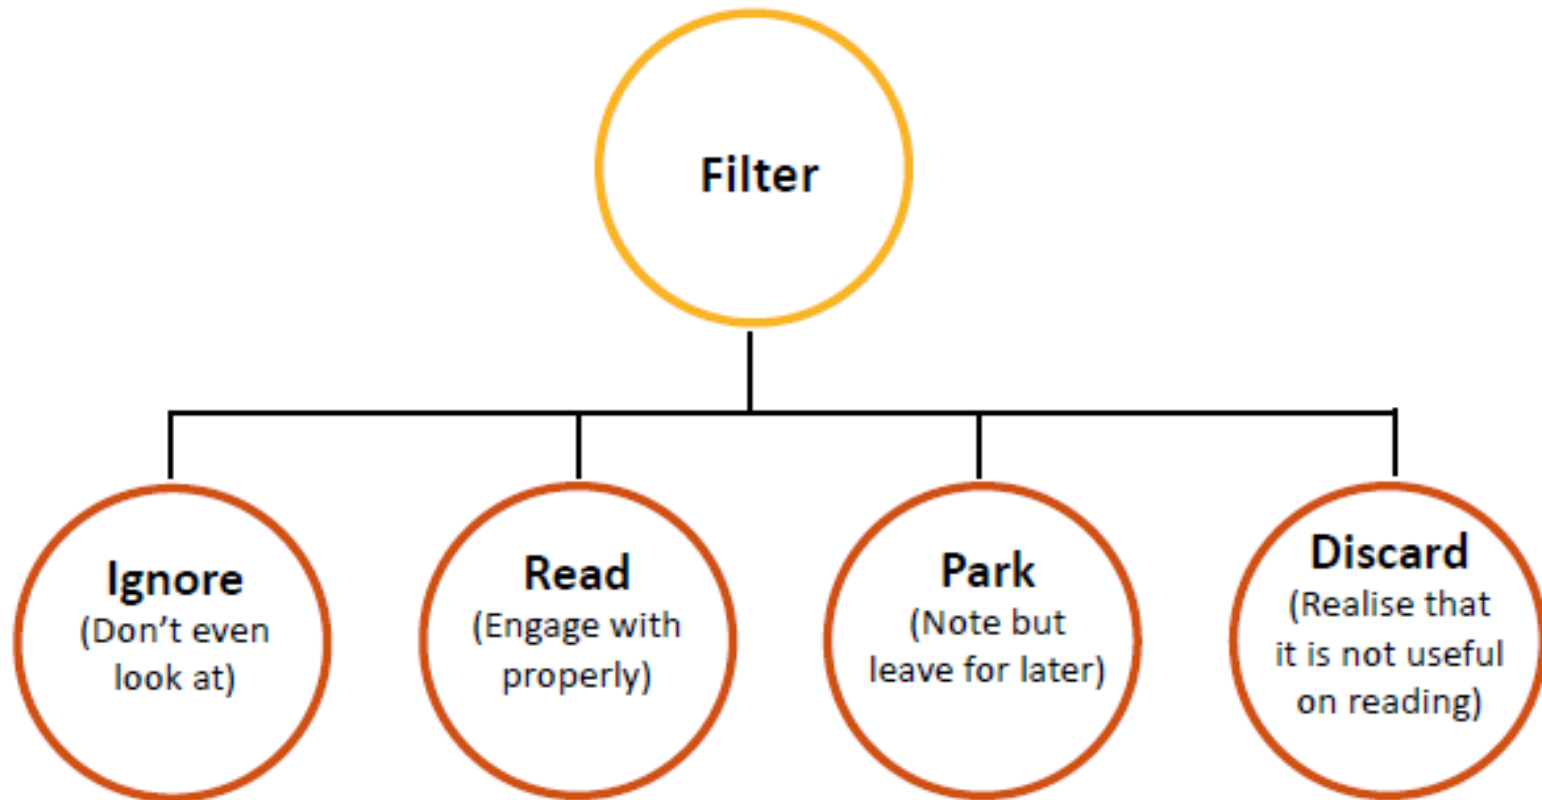 Filter
Ignore
(Don’t even
look at)
Read
(Engage with
properly)
Park
(Note but
leave for later)
Discard
(Realise that
it is not useful
on reading)